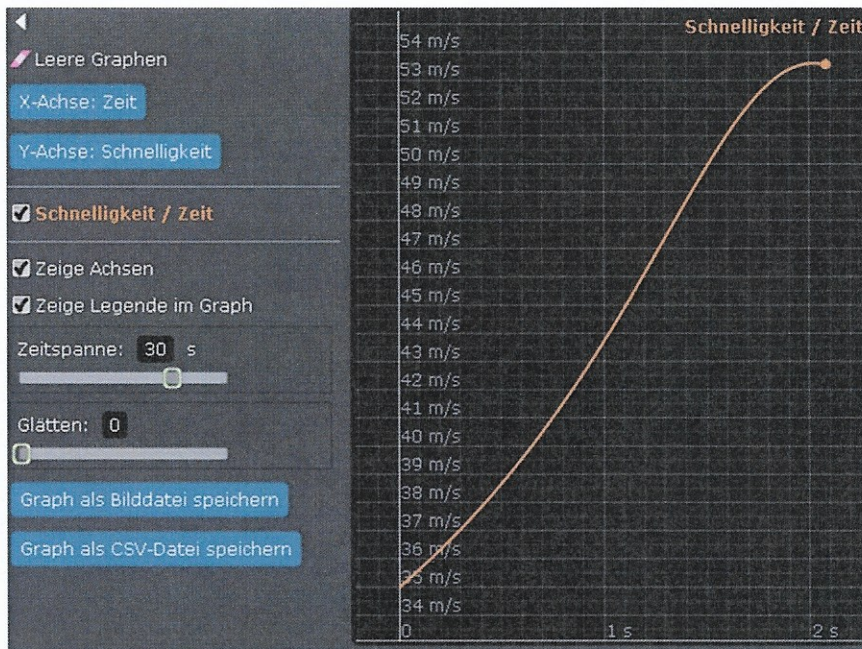 Leere Graphen
X-Achse: Zeit
Y-Achse: Schnelligkeit
Schnelligkeit / Zeit
Zeige Achsen
Zeige Legende im Graph
Zeitspanne: 30 s
Glätten: 0
Graph als Bilddatei speichern
Graph als CSV-Datei speichern
Schnelligkeit / Zeit
54 m/s
53 m/s
52 m/s
51 m/s
50 m/s
49 m/s
48 m/s
47 m/s
46 m/s
45 m/s
44 m/s
43 m/s
42 m/s
41 m/s
40 m/s
39 m/s
38 m/s
37 m/s
36 m/s
35 m/s
34 m/s
0 1 s 2 s